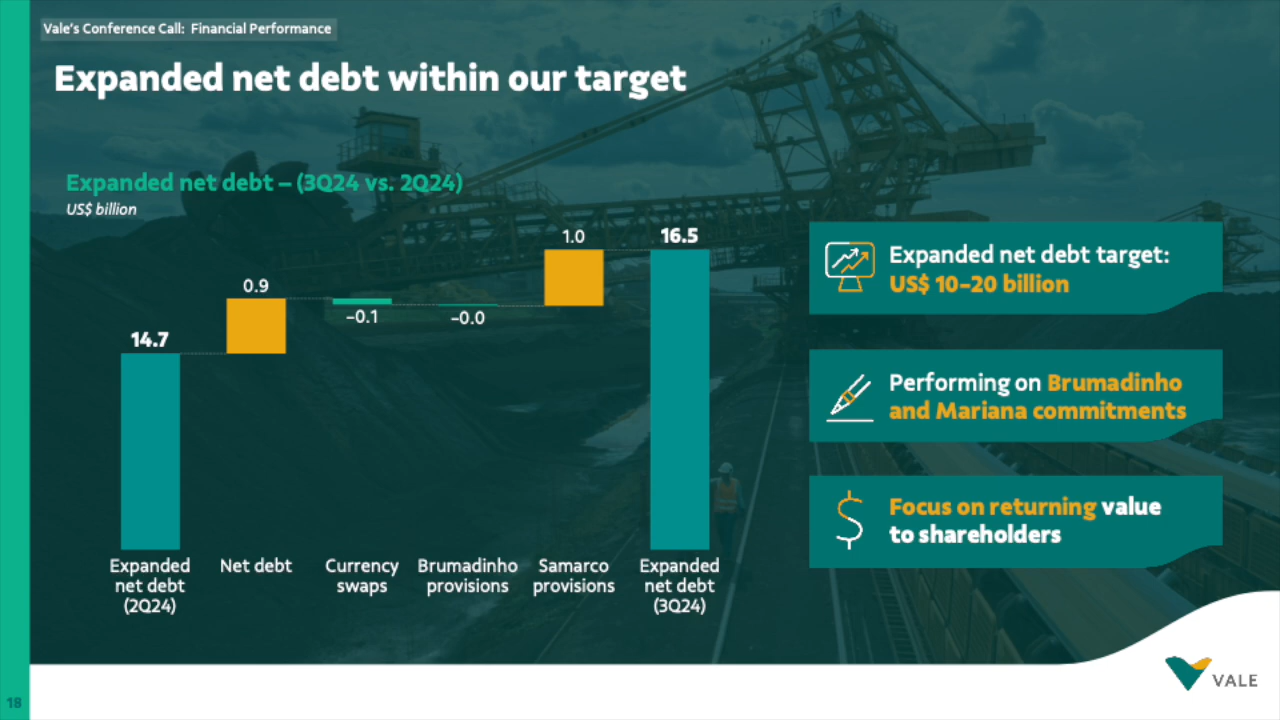 Vale's Conference Call: Financial Performance
Expanded net debt within our target
Expanded net debt – (3Q24 vs. 2Q24)
US$ billion
14.7
0.9
–0.1
–0.0
1.0
16.5
Expanded
net debt
(2Q24)
Net debt
Currency
swaps
Brumadinho
provisions
Samarco
provisions
Expanded
net debt
(3Q24)
Expanded net debt target:
US$ 10–20 billion
Performing on Brumadinho
and Mariana commitments
Focus on returning value
to shareholders
VALE
18